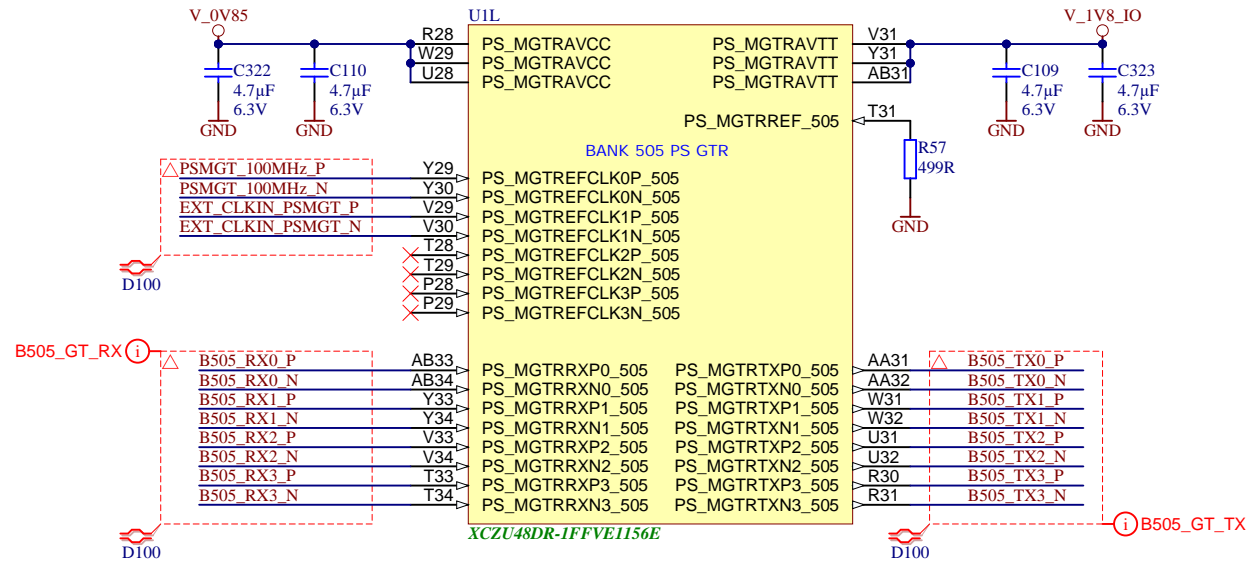 V_0V85
U1L
V_1V8_IO
R28
PS_MGTRAVCC
PS_MGTRAVTT
V31
W29
PS_MGTRAVCC
PS_MGTRAVTT
Y31
U28
PS_MGTRAVCC
PS_MGTRAVTT
AB31
C322
4.7µF
6.3V
GND
C110
4.7µF
6.3V
GND
C109
4.7µF
6.3V
GND
C323
4.7µF
6.3V
GND
PS_MGTRREF_505
T31
R57
499R
GND
BANK 505 PS GTR
PSMGT_100MHz_P
Y29
PS_MGTREFCLK0P_505
PSMGT_100MHz_N
Y30
PS_MGTREFCLK0N_505
EXT_CLKIN_PSMGT_P
V29
PS_MGTREFCLK1P_505
EXT_CLKIN_PSMGT_N
V30
PS_MGTREFCLK1N_505
T28
PS_MGTREFCLK2P_505
T29
PS_MGTREFCLK2N_505
P28
PS_MGTREFCLK3P_505
P29
PS_MGTREFCLK3N_505
D100
B505_GT_RX
i
B505_RX0_P
AB33
PS_MGTRRXP0_505
PS_MGTRTXP0_505
AA31
B505_TX0_P
B505_RX0_N
AB34
PS_MGTRRXN0_505
PS_MGTRTXN0_505
AA32
B505_TX0_N
B505_RX1_P
Y33
PS_MGTRRXP1_505
PS_MGTRTXP1_505
W31
B505_TX1_P
B505_RX1_N
Y34
PS_MGTRRXN1_505
PS_MGTRTXN1_505
W32
B505_TX1_N
B505_RX2_P
V33
PS_MGTRRXP2_505
PS_MGTRTXP2_505
U31
B505_TX2_P
B505_RX2_N
V34
PS_MGTRRXN2_505
PS_MGTRTXN2_505
U32
B505_TX2_N
B505_RX3_P
T33
PS_MGTRRXP3_505
PS_MGTRTXP3_505
R30
B505_TX3_P
B505_RX3_N
T34
PS_MGTRRXN3_505
PS_MGTRTXN3_505
R31
B505_TX3_N
i
B505_GT_TX
D100
XCZU48DR-1FFVE1156E
D100